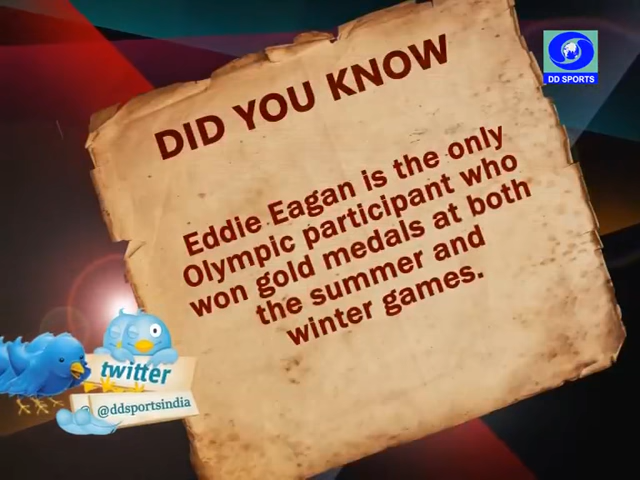 DD SPORTS
DID YOU KNOW
Eddie Eagan is the only
Olympic participant who
won gold medals at both
the summer and
winter games.
twitter
@ddsportsindia